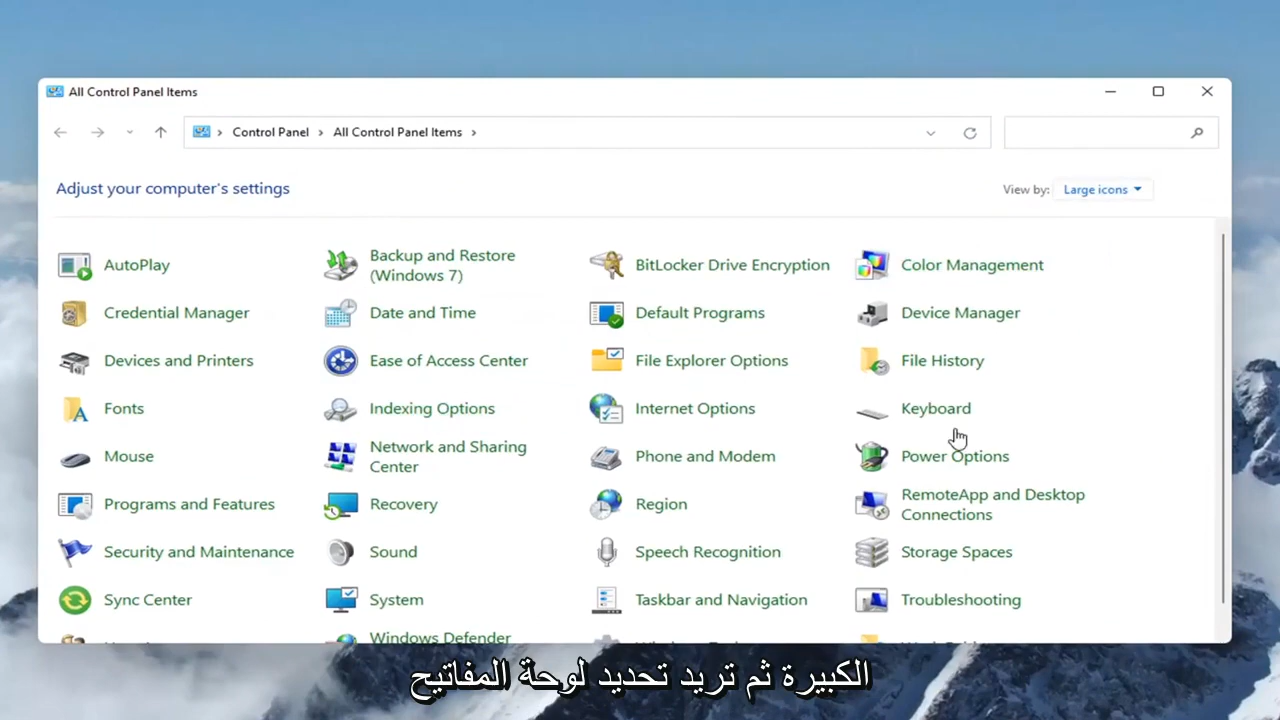 All Control Panel Items
Control Panel › All Control Panel Items ›
Adjust your computer's settings
View by: Large icons
AutoPlay
Backup and Restore
(Windows 7)
BitLocker Drive Encryption
Color Management
Credential Manager
Date and Time
Default Programs
Device Manager
Devices and Printers
Ease of Access Center
File Explorer Options
File History
Fonts
Indexing Options
Internet Options
Keyboard
Mouse
Network and Sharing
Center
Phone and Modem
Power Options
Programs and Features
Recovery
Region
RemoteApp and Desktop
Connections
Security and Maintenance
Sound
Speech Recognition
Storage Spaces
Sync Center
System
Taskbar and Navigation
Troubleshooting
Windows Defender
الكبيرة ثم تريد تحديد لوحة المفاتيح